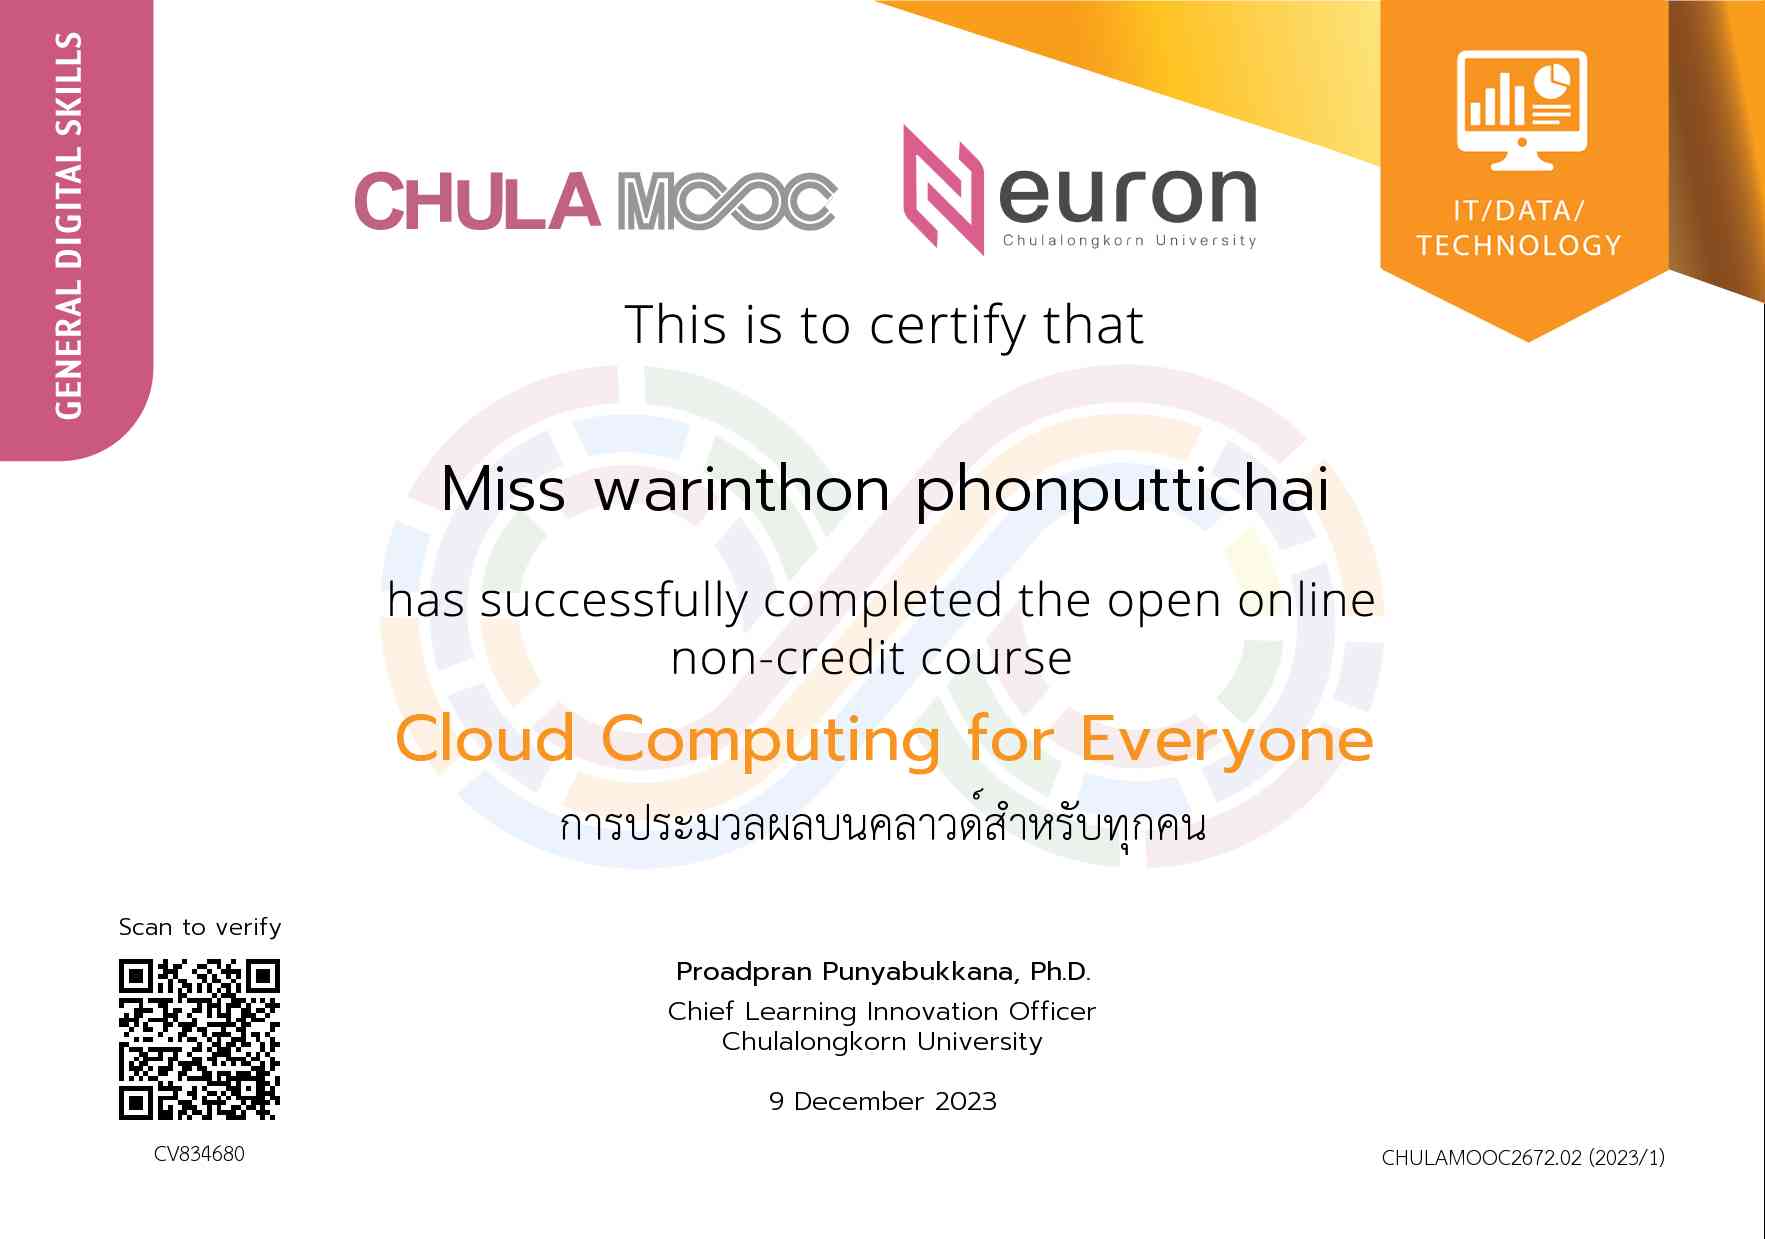 GENERAL DIGITAL SKILLS
CHULA MOOC
Neuron
Chulalongkorn University
IT/DATA/
TECHNOLOGY
This is to certify that
Miss warinthon phonputtichai
has successfully completed the open online
non-credit course
Cloud Computing for Everyone
การประมวลผลบนคลาวด์สำหรับทุกคน
Scan to verify
CV834680
Proadpran Punyabukkana, Ph.D.
Chief Learning Innovation Officer
Chulalongkorn University
9 December 2023
CHULAMOOC2672.02 (2023/1)